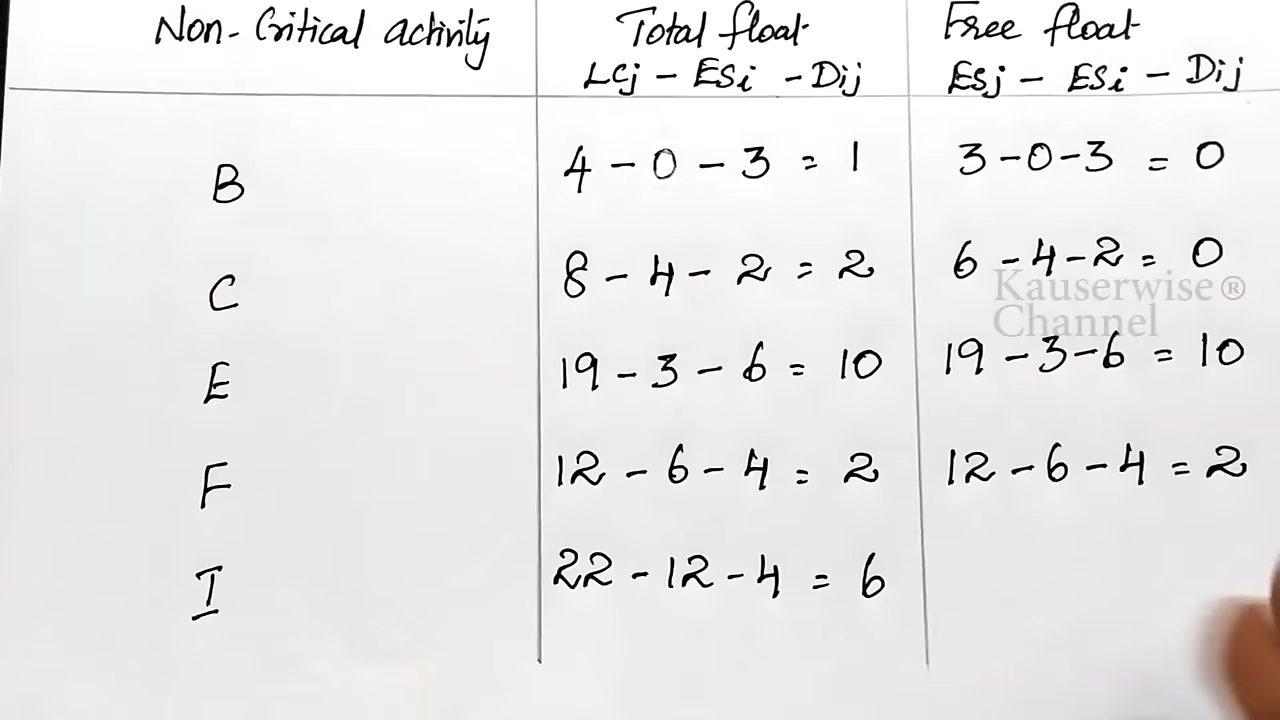 Non-Critical activity Total float Free float
LCj - ESi - Dij ESj - ESi - Dij
B 4 - 0 - 3 = 1 3 - 0 - 3 = 0
C 8 - 4 - 2 = 2 6 - 4 - 2 = 0
Kauserwise®
Channel
E 19 - 3 - 6 = 10 19 - 3 - 6 = 10
F 12 - 6 - 4 = 2 12 - 6 - 4 = 2
I 22 - 12 - 4 = 6